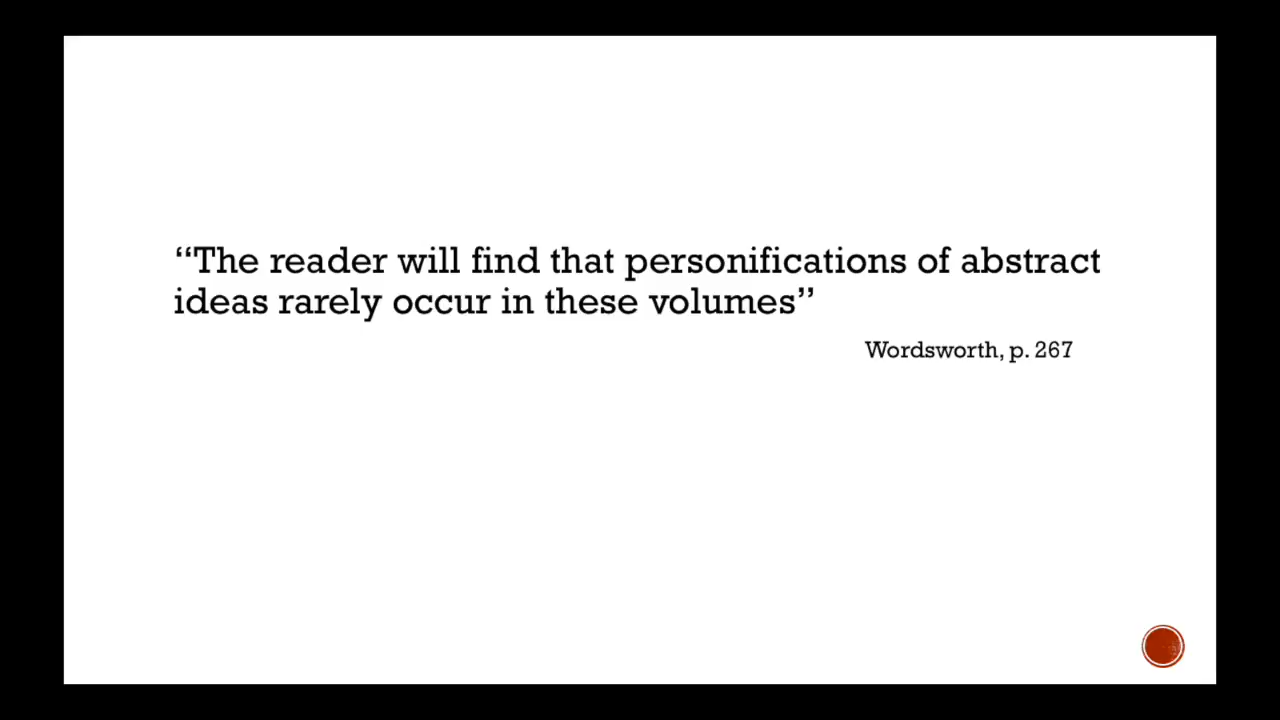 “The reader will find that personifications of abstract
ideas rarely occur in these volumes”
Wordsworth, p. 267